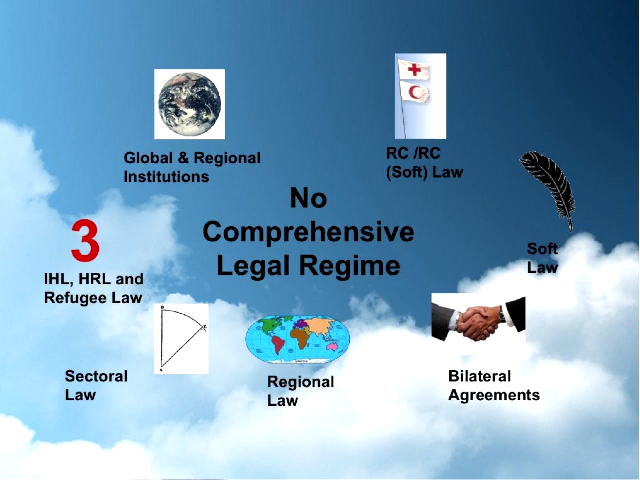 Global & Regional
Institutions
RC /RC
(Soft) Law
No
Comprehensive
Legal Regime
3
IHL, HRL and
Refugee Law
Soft
Law
Sectoral
Law
Regional
Law
Bilateral
Agreements